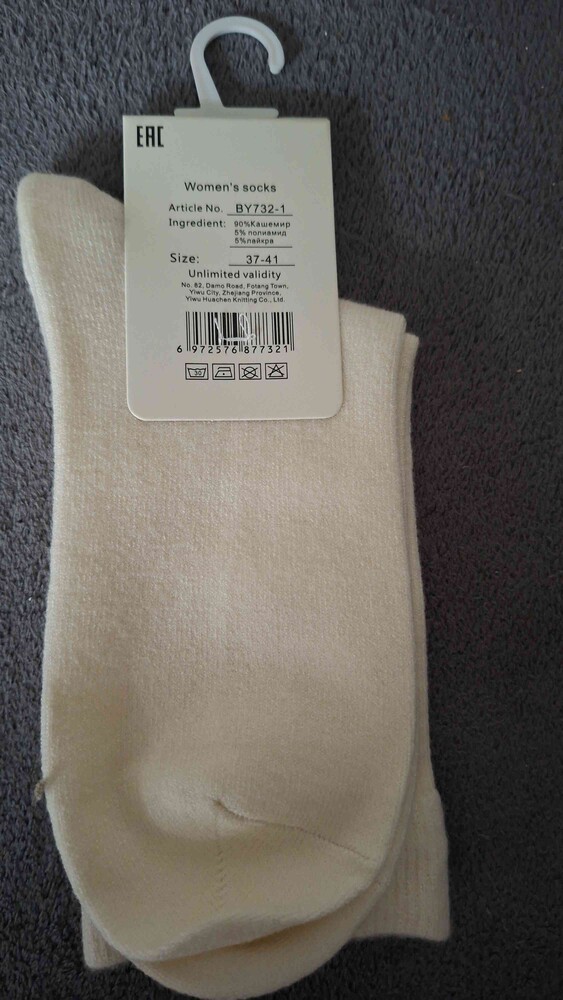 EAC
Women's socks
Article No. BY732-1
Ingredient: 90%Кашемир
5% полиамид
5%лайкра
Size: 37-41
Unlimited validity
No. 82, Damo Road, Fotang Town,
Yiwu City, Zhejiang Province,
Yiwu Huachen Knitting Co., Ltd.
6 972576 877321
30